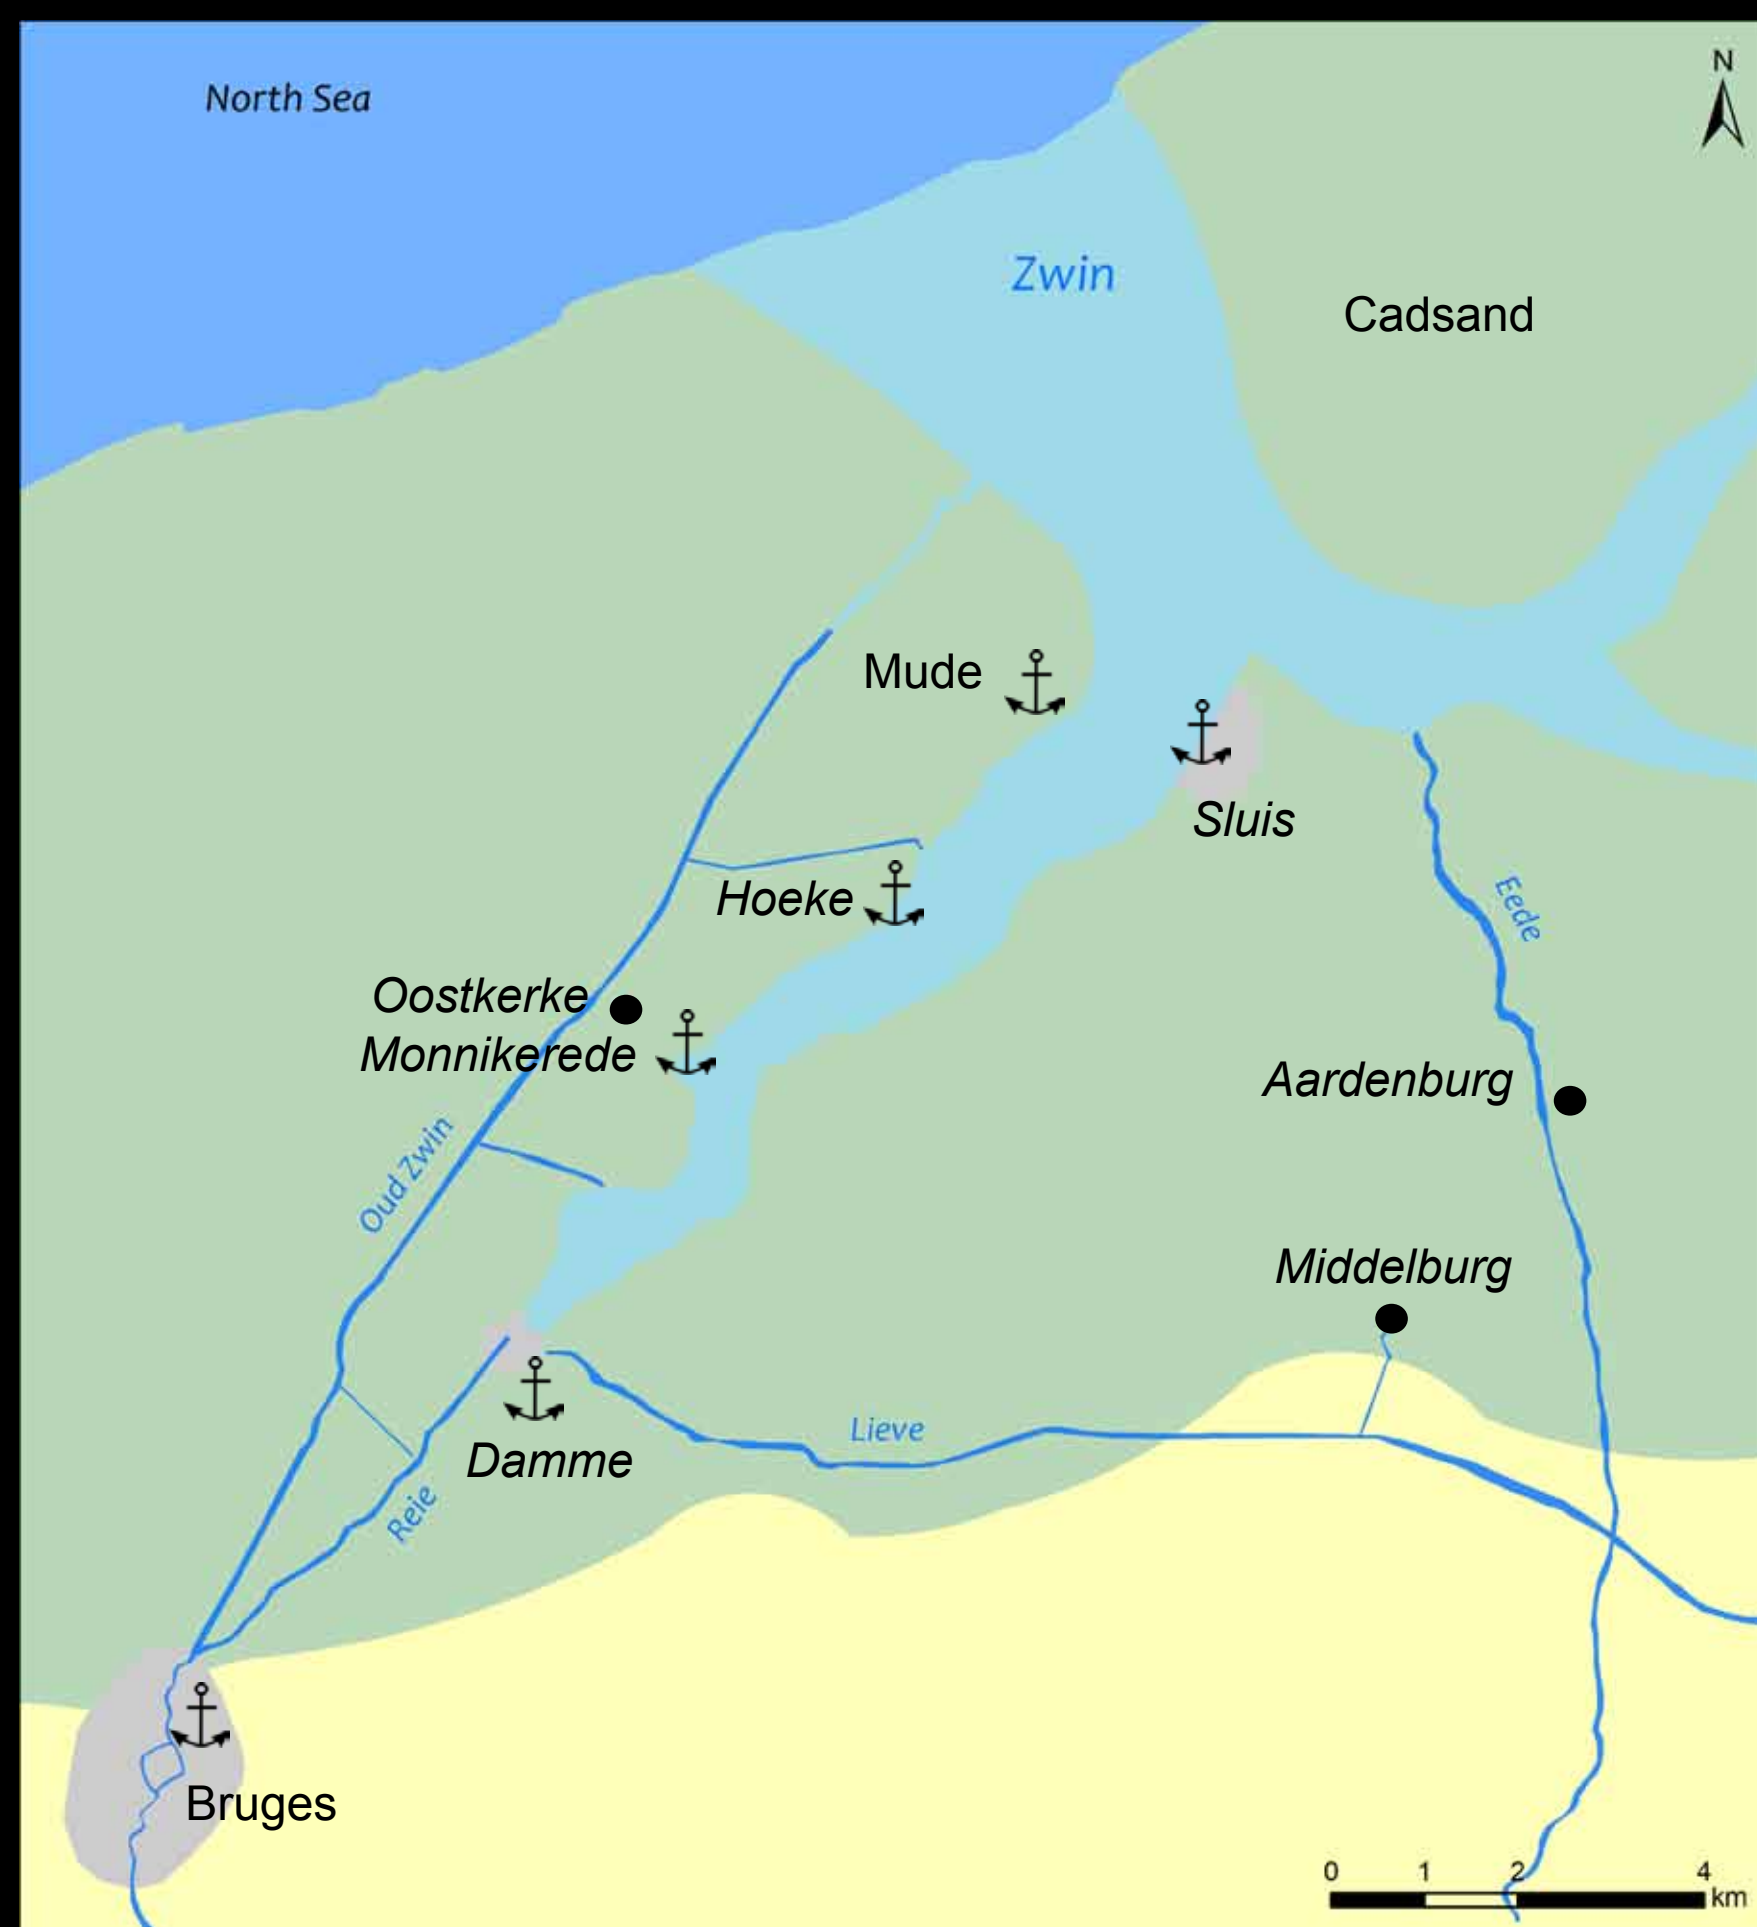 North Sea
N
Zwin
Cadsand
Mude
Sluis
Hoeke
Eede
Oostkerke
Monnikerede
Aardenburg
Oud Zwin
Middelburg
Lieve
Damme
Reie
Bruges
0 1 2 4
km